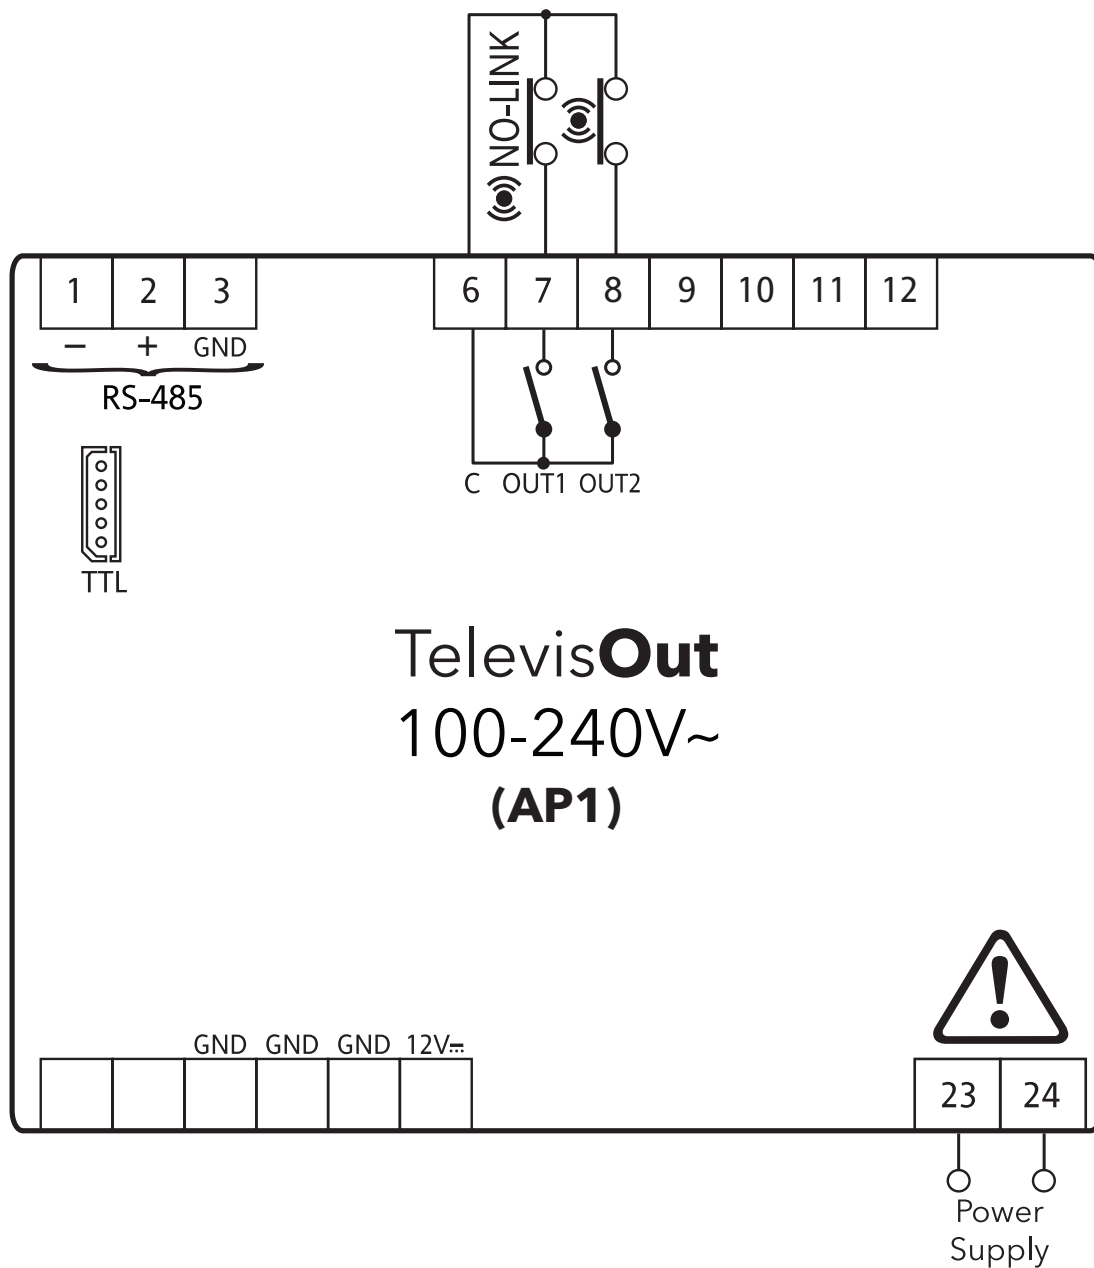 NO-LINK
1 2 3
6 7 8 9 10 11 12
− + GND
RS-485
C OUT1 OUT2
TTL
TelevisOut
100-240V~
(AP1)
!
GND GND GND 12V⎓
23 24
Power
Supply